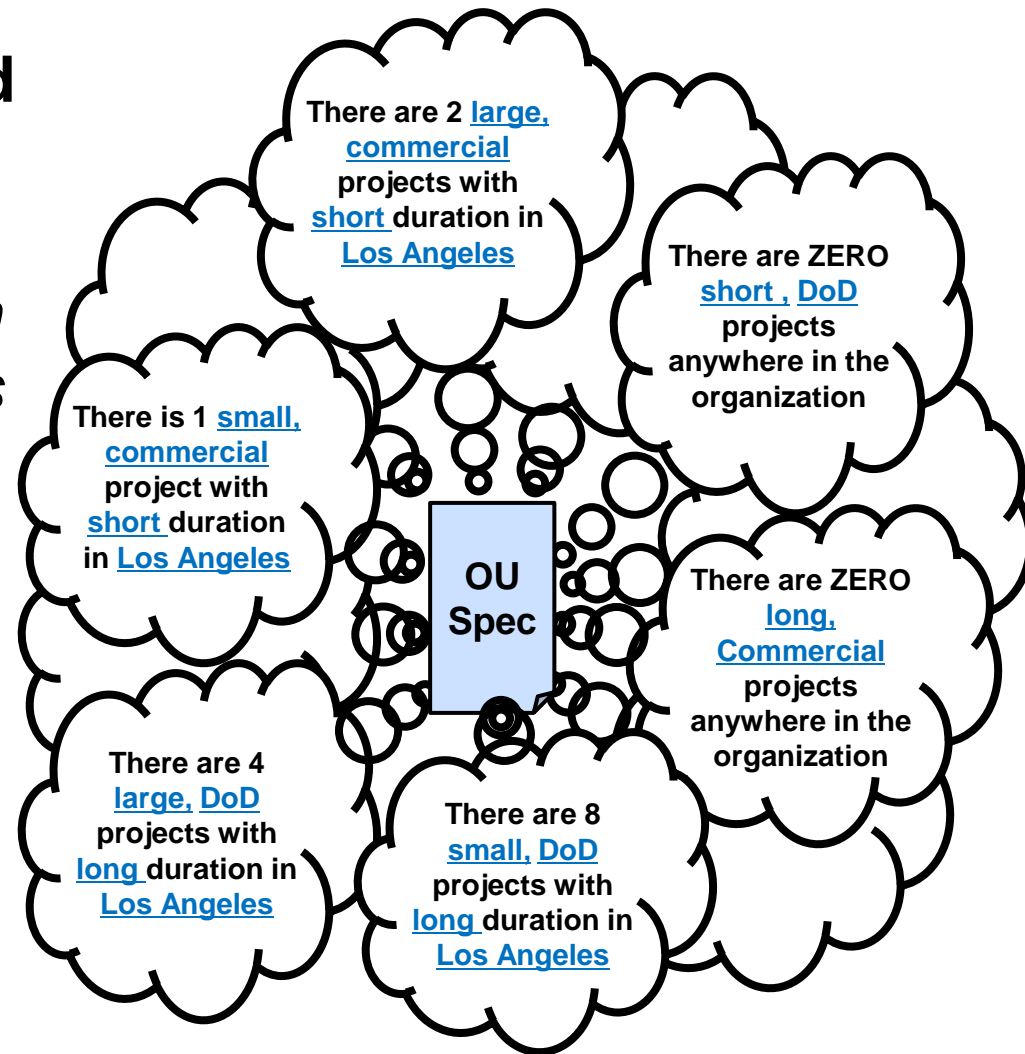 There are 2 large,
commercial
projects with
short duration in
Los Angeles
There are ZERO
short , DoD
projects
anywhere in the
organization
There is 1 small,
commercial
project with
short duration
in Los Angeles
OU
Spec
There are ZERO
long,
Commercial
projects
anywhere in the
organization
There are 4
large, DoD
projects with
long duration in
Los Angeles
There are 8
small, DoD
projects with
long duration in
Los Angeles